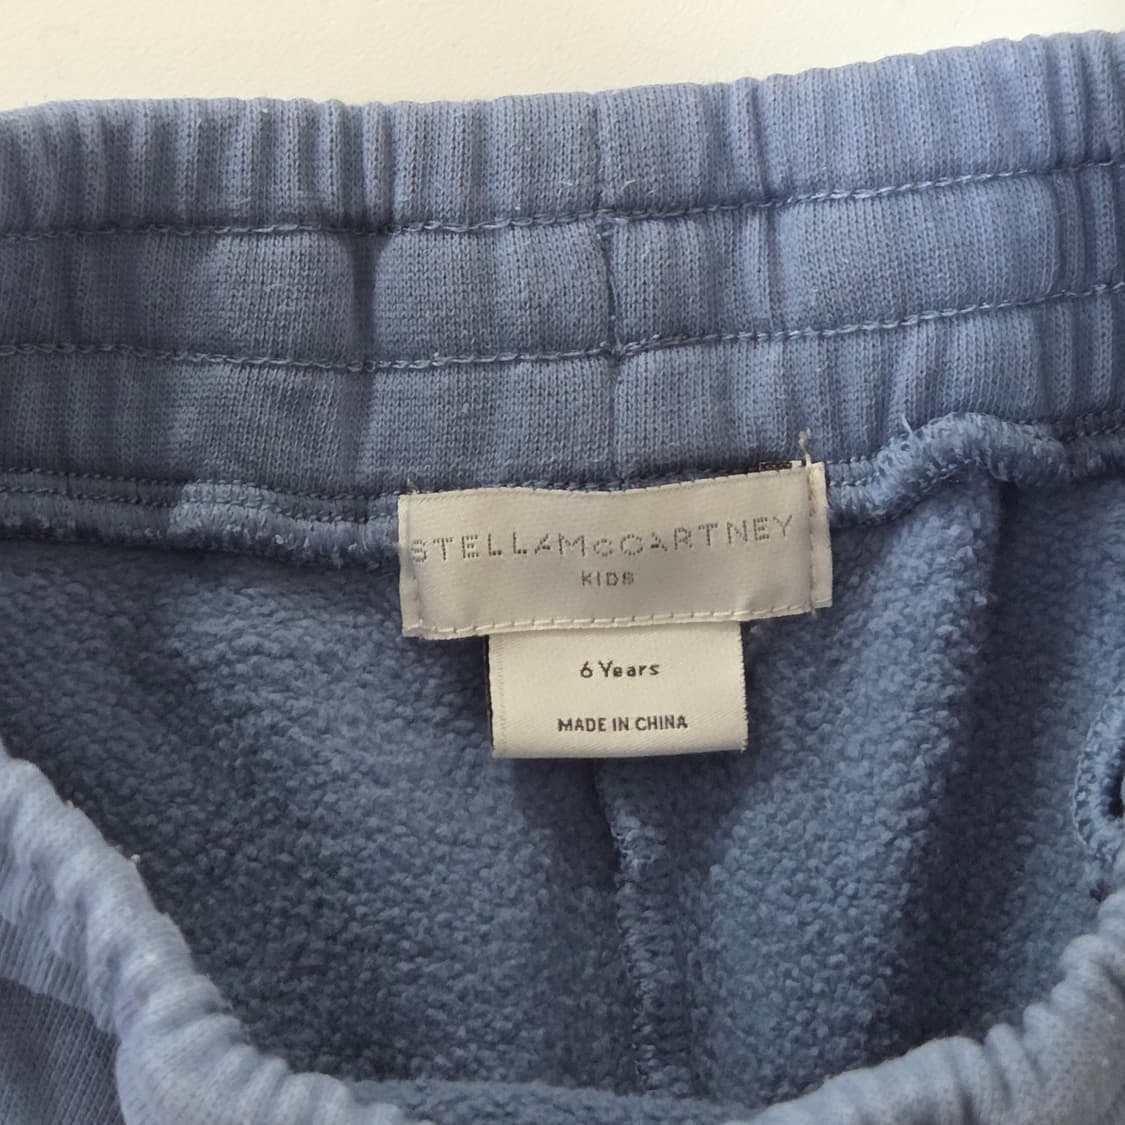 STELLAMcCARTNEY
KIDS
6 Years
MADE IN CHINA